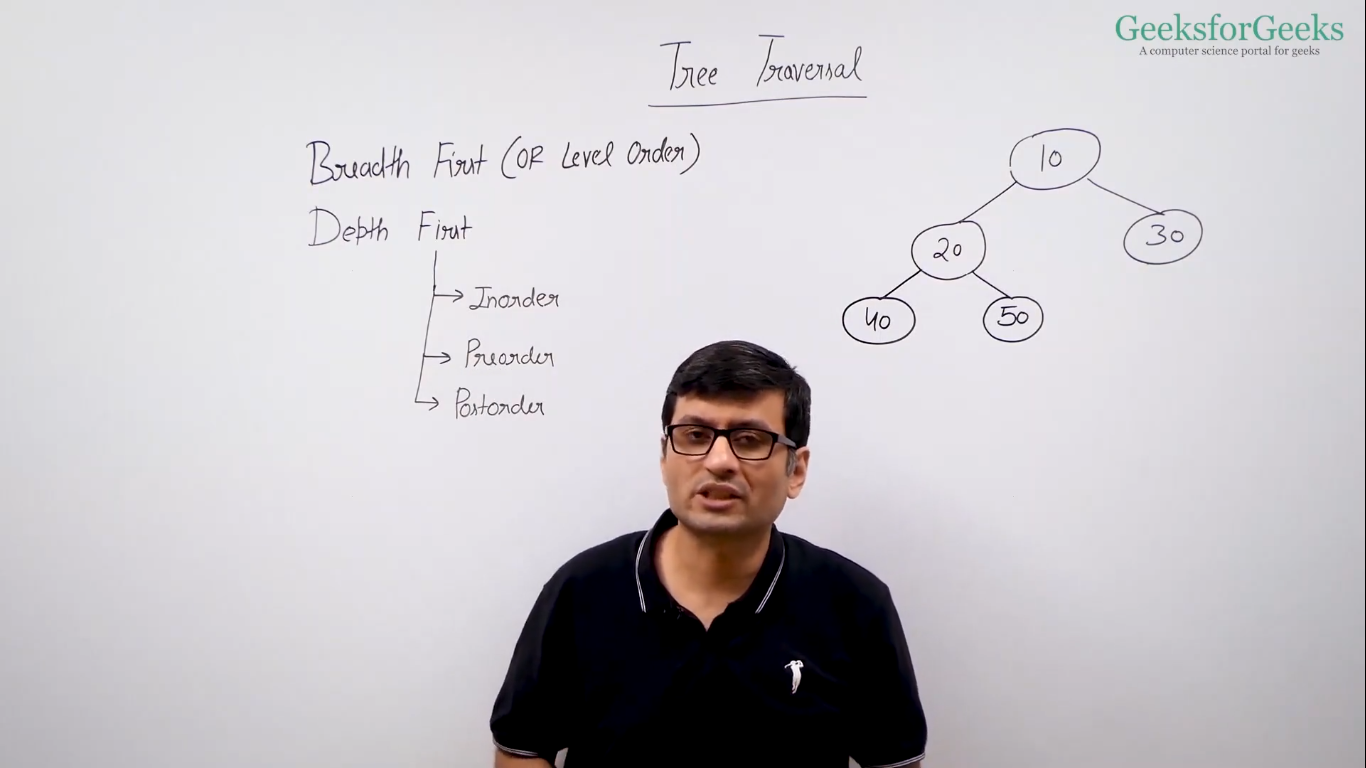 GeeksforGeeks
A computer science portal for geeks
Tree Traversal
Breadth First (OR Level Order)
Depth First
Inorder
Preorder
Postorder
10
20
30
40
50